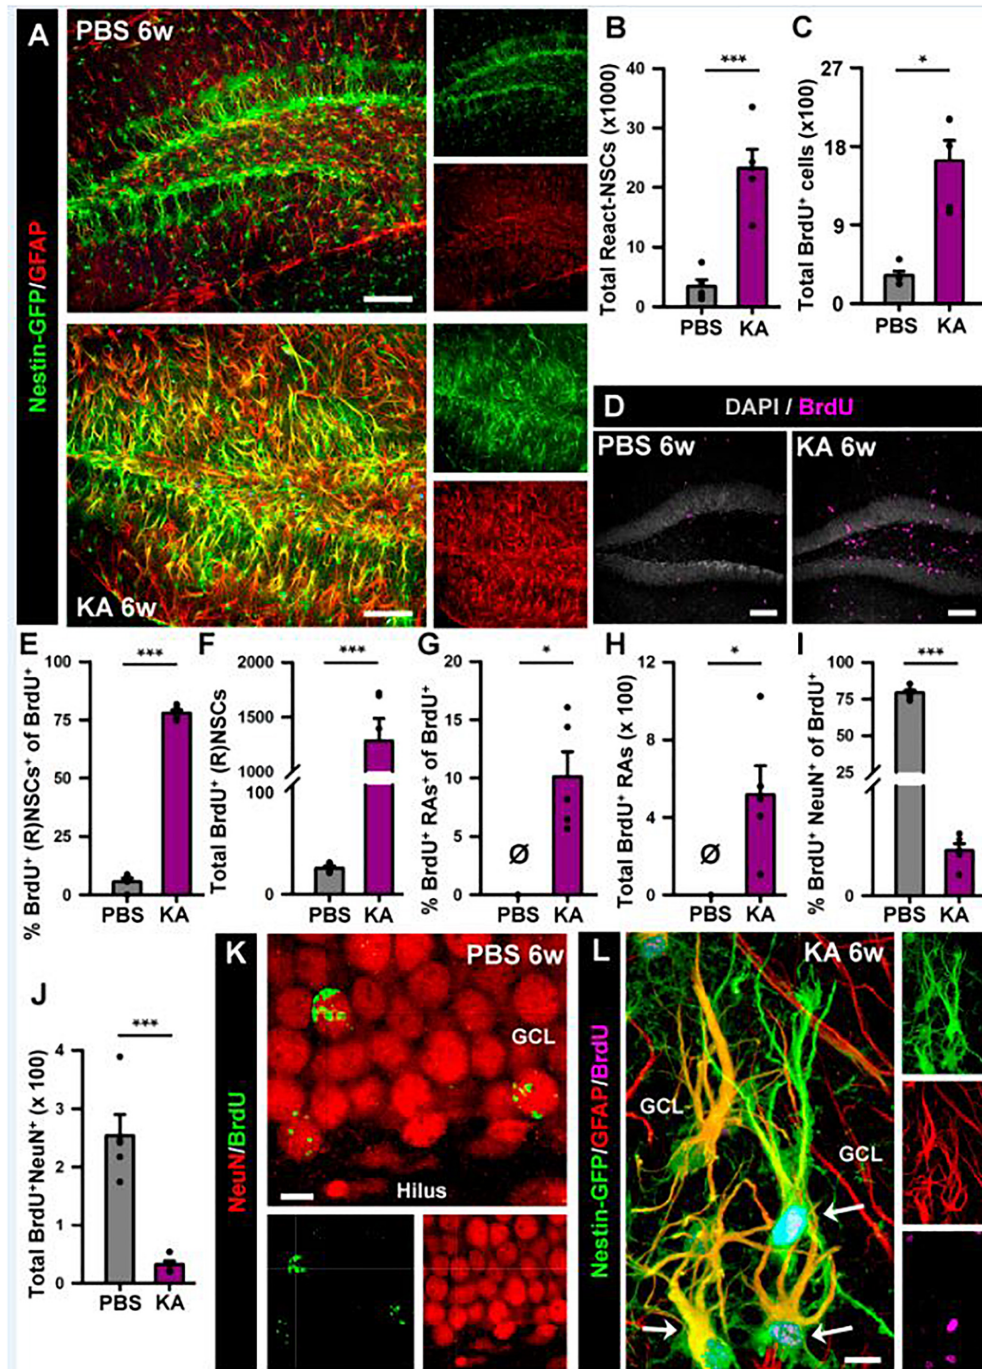 A
PBS 6w
KA 6w
Nestin-GFP/GFAP
B
***
Total React-NSCs (x1000)
40
30
20
10
0
PBS KA
C
*
Total BrdU⁺ cells (x100)
27
18
9
0
PBS KA
D
DAPI / BrdU
PBS 6w
KA 6w
E
***
% BrdU⁺ (R)NSCs⁺ of BrdU⁺
100
75
50
25
0
PBS KA
F
***
Total BrdU⁺ (R)NSCs
2000
1500
1000
100
0
PBS KA
G
*
% BrdU⁺ RAs⁺ of BrdU⁺
20
15
10
5
0
Ø
PBS KA
H
*
Total BrdU⁺ RAs (x 100)
12
8
4
0
Ø
PBS KA
I
***
% BrdU⁺ NeuN⁺ of BrdU⁺
100
75
50
25
0
PBS KA
J
***
Total BrdU⁺NeuN⁺ (x 100)
4
3
2
1
0
PBS KA
K
PBS 6w
NeuN/BrdU
GCL
Hilus
L
KA 6w
Nestin-GFP/GFAP/BrdU
GCL
GCL